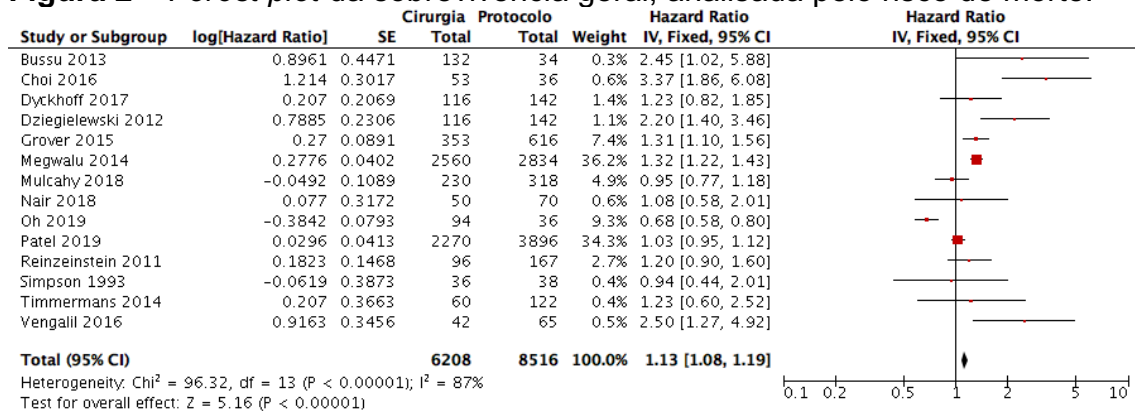 Cirurgia Protocolo Hazard Ratio Hazard Ratio
Study or Subgroup log[Hazard Ratio] SE Total Total Weight IV, Fixed, 95% CI IV, Fixed, 95% CI
Bussu 2013 0.8961 0.4471 132 34 0.3% 2.45 [1.02, 5.88]
Choi 2016 1.214 0.3017 53 36 0.6% 3.37 [1.86, 6.08]
Dyckhoff 2017 0.207 0.2069 116 142 1.4% 1.23 [0.82, 1.85]
Dziegielewski 2012 0.7885 0.2306 116 142 1.1% 2.20 [1.40, 3.46]
Grover 2015 0.27 0.0891 353 616 7.4% 1.31 [1.10, 1.56]
Megwalu 2014 0.2776 0.0402 2560 2834 36.2% 1.32 [1.22, 1.43]
Mulcahy 2018 −0.0492 0.1089 230 318 4.9% 0.95 [0.77, 1.18]
Nair 2018 0.077 0.3172 50 70 0.6% 1.08 [0.58, 2.01]
Oh 2019 −0.3842 0.0793 94 36 9.3% 0.68 [0.58, 0.80]
Patel 2019 0.0296 0.0413 2270 3896 34.3% 1.03 [0.95, 1.12]
Reinzeinstein 2011 0.1823 0.1468 96 167 2.7% 1.20 [0.90, 1.60]
Simpson 1993 −0.0619 0.3873 36 38 0.4% 0.94 [0.44, 2.01]
Timmermans 2014 0.207 0.3663 60 122 0.4% 1.23 [0.60, 2.52]
Vengalil 2016 0.9163 0.3456 42 65 0.5% 2.50 [1.27, 4.92]
Total (95% CI) 6208 8516 100.0% 1.13 [1.08, 1.19]
Heterogeneity: Chi² = 96.32, df = 13 (P < 0.00001); I² = 87%
Test for overall effect: Z = 5.16 (P < 0.00001)
0.1 0.2 0.5 1 2 5 10